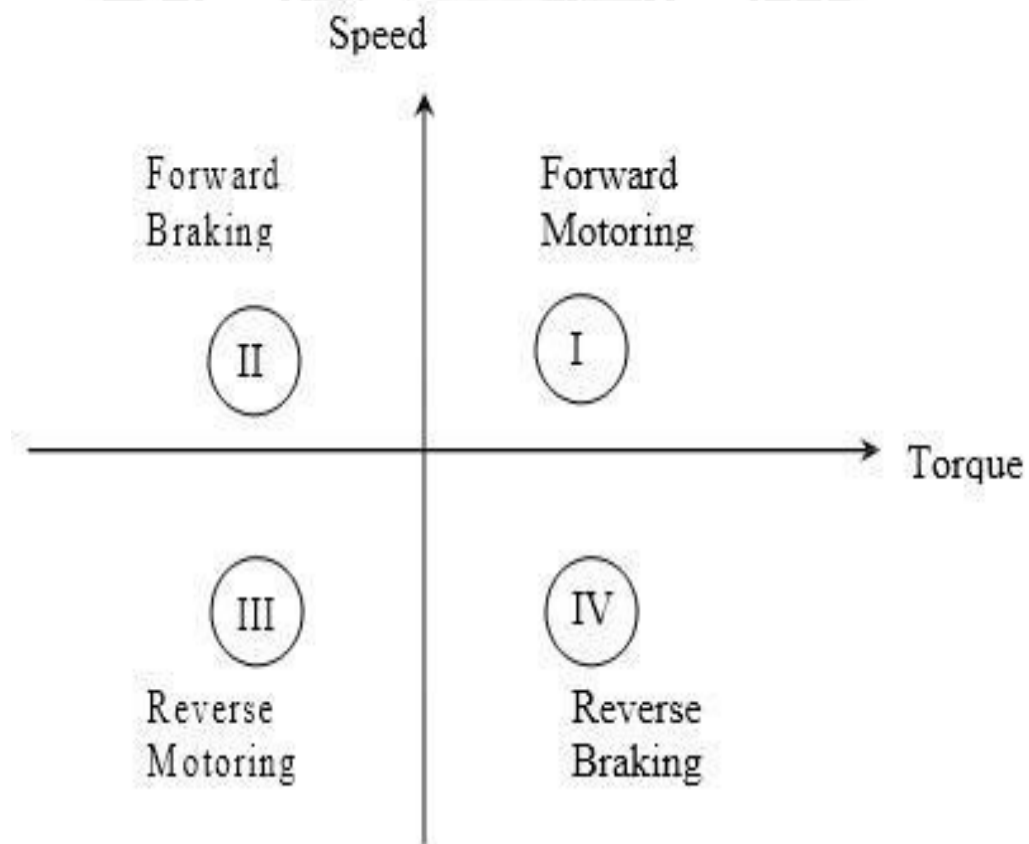 Speed
Forward
Braking
Forward
Motoring
II
I
Torque
III
IV
Reverse
Motoring
Reverse
Braking